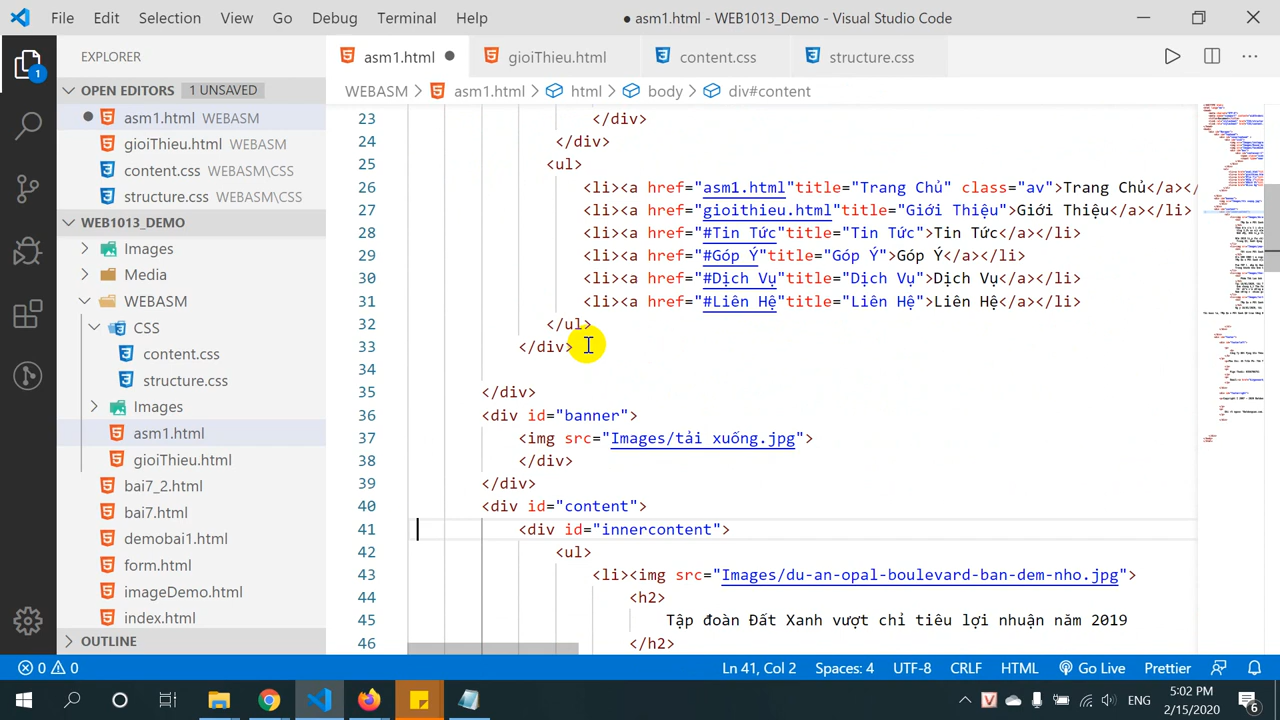 File Edit Selection View Go Debug Terminal Help
● asm1.html - WEB1013_Demo - Visual Studio Code
EXPLORER
asm1.html
gioiThieu.html
content.css
structure.css
OPEN EDITORS 1 UNSAVED
WEBASM asm1.html html body div#content
asm1.html WEBASM
gioiThieu.html WEBASM
content.css WEBASM\CSS
structure.css WEBASM\CSS
WEB1013_DEMO
Images
Media
WEBASM
CSS
content.css
structure.css
Images
asm1.html
gioiThieu.html
bai7_2.html
bai7.html
demobai1.html
form.html
imageDemo.html
index.html
OUTLINE
23 </div>
24 </div>
25 <ul>
26 <li><a href="asm1.html"title="Trang Chủ" class="av">Trang Chủ</a></
27 <li><a href="gioithieu.html"title="Giới Thiệu">Giới Thiệu</a></li>
28 <li><a href="#Tin Tức"title="Tin Tức">Tin Tức</a></li>
29 <li><a href="#Góp Ý"title="Góp Ý">Góp Ý</a></li>
30 <li><a href="#Dịch Vụ"title="Dịch Vụ">Dịch Vụ</a></li>
31 <li><a href="#Liên Hệ"title="Liên Hệ">Liên Hệ</a></li>
32 </ul>
33 </div>
34
35 </div>
36 <div id="banner">
37 <img src="Images/tải xuống.jpg">
38 </div>
39 </div>
40 <div id="content">
41 <div id="innercontent">
42 <ul>
43 <li><img src="Images/du-an-opal-boulevard-ban-dem-nho.jpg">
44 <h2>
45 Tập đoàn Đất Xanh vượt chỉ tiêu lợi nhuận năm 2019
46 </h2>
1
0 0
Ln 41, Col 2 Spaces: 4 UTF-8 CRLF HTML Go Live Prettier
ENG
5:02 PM
2/15/2020
6